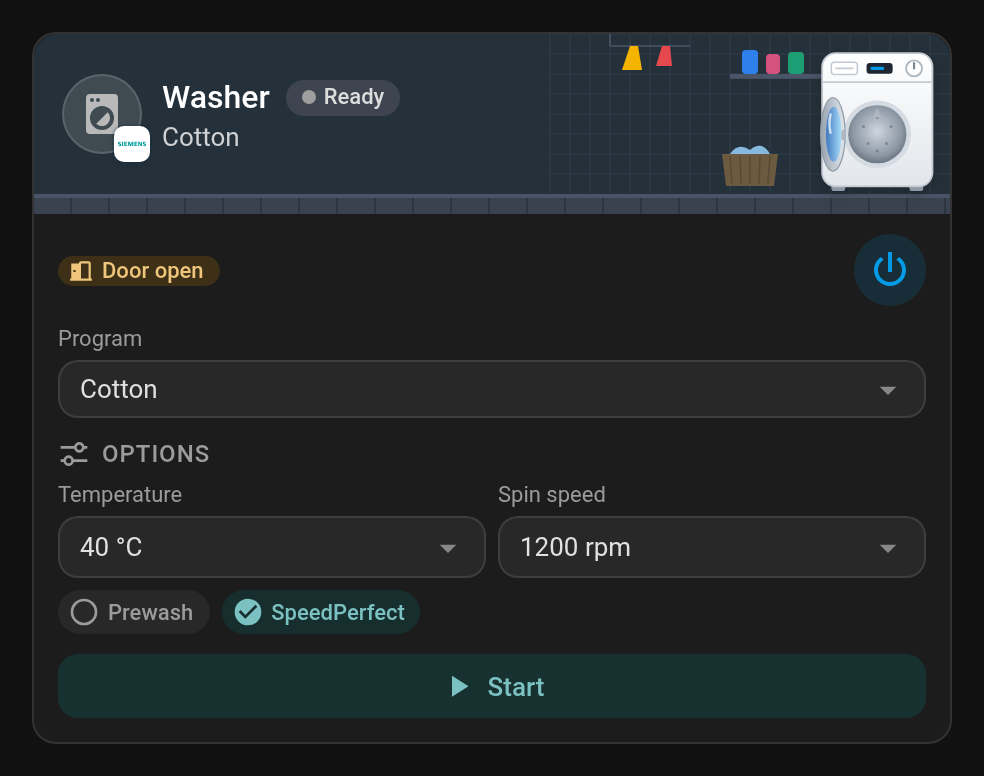 Washer
Ready
Cotton
SIEMENS
Door open
Program
Cotton
OPTIONS
Temperature
Spin speed
40 °C
1200 rpm
Prewash
SpeedPerfect
Start